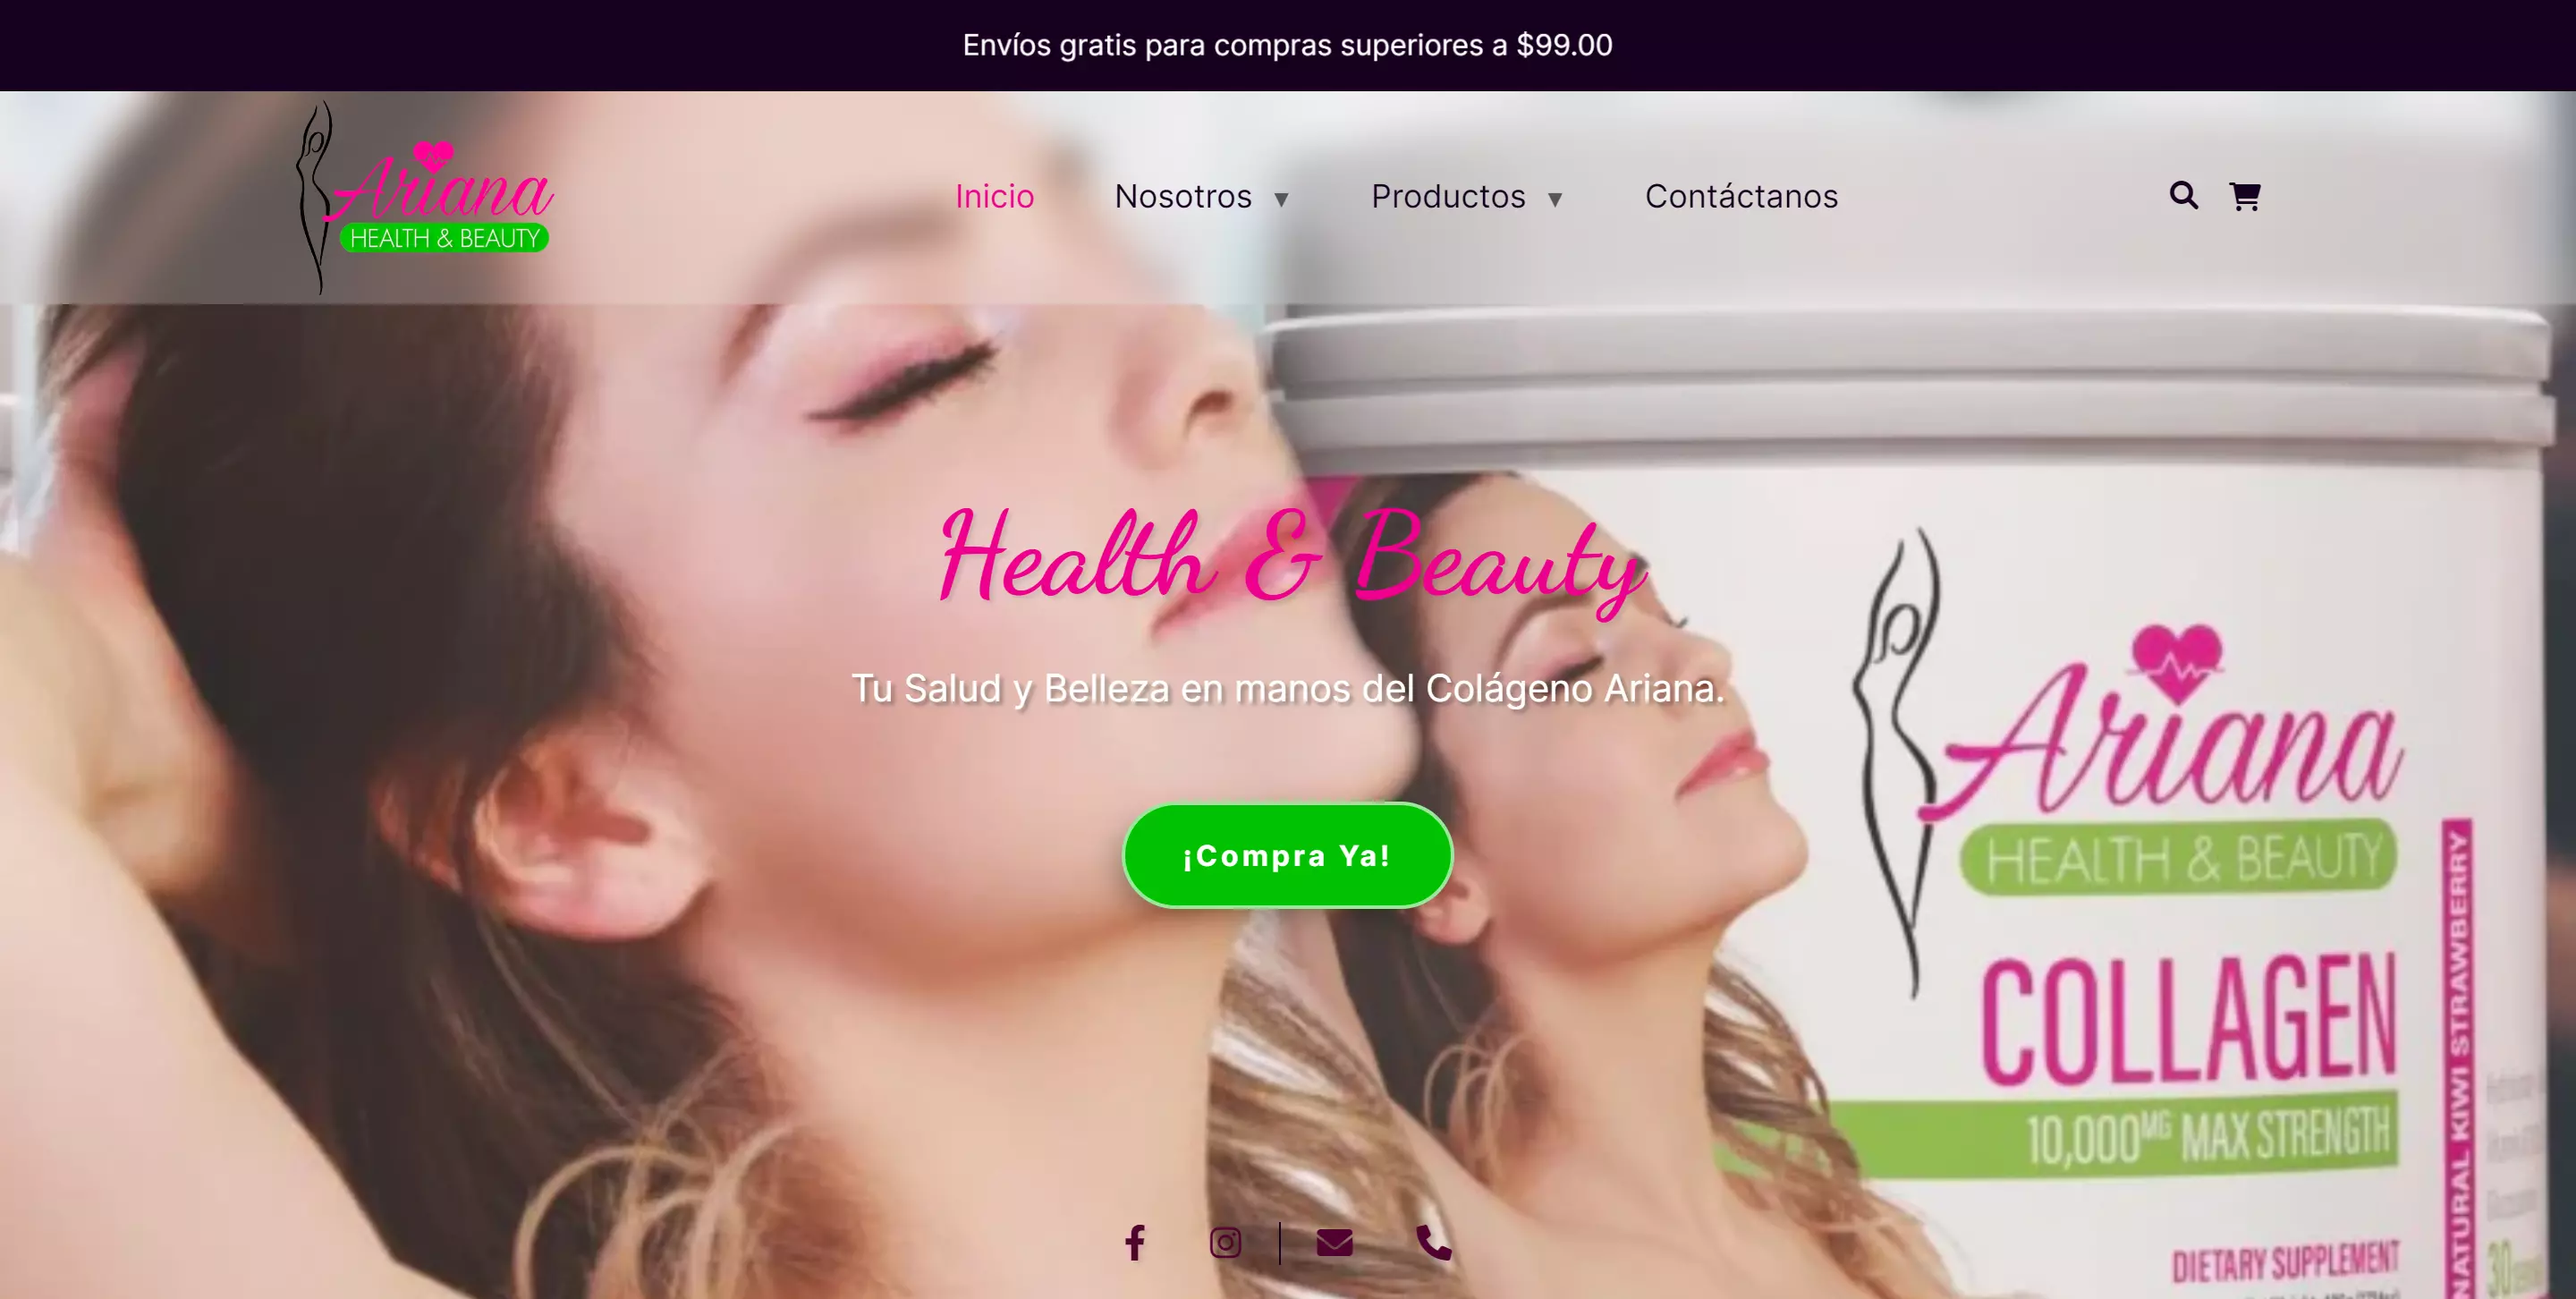 Envíos gratis para compras superiores a $99.00
Ariana
HEALTH & BEAUTY
Inicio
Nosotros
Productos
Contáctanos
Health & Beauty
Tu Salud y Belleza en manos del Colágeno Ariana.
¡Compra Ya!
Ariana
HEALTH & BEAUTY
COLLAGEN
10,000MG MAX STRENGTH
DIETARY SUPPLEMENT
NATURAL KIWI STRAWBERRY
30